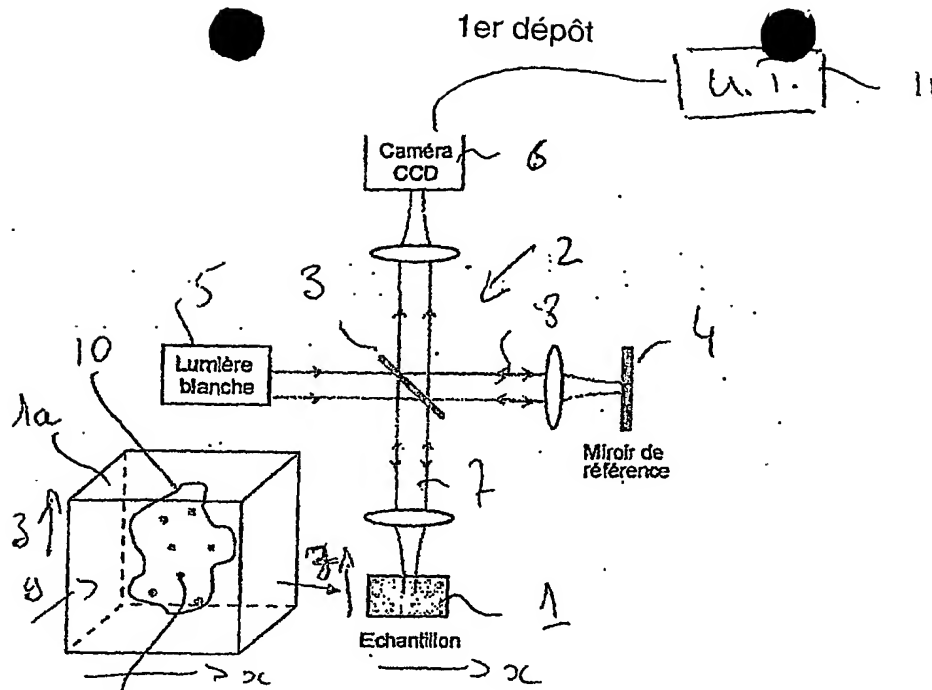 1er dépôt
U. T.
11
Caméra
CCD
6
2
3
3
4
5
10
Lumière
blanche
1a
Miroir de
référence
7
z
z
y
1
Echantillon
x
x